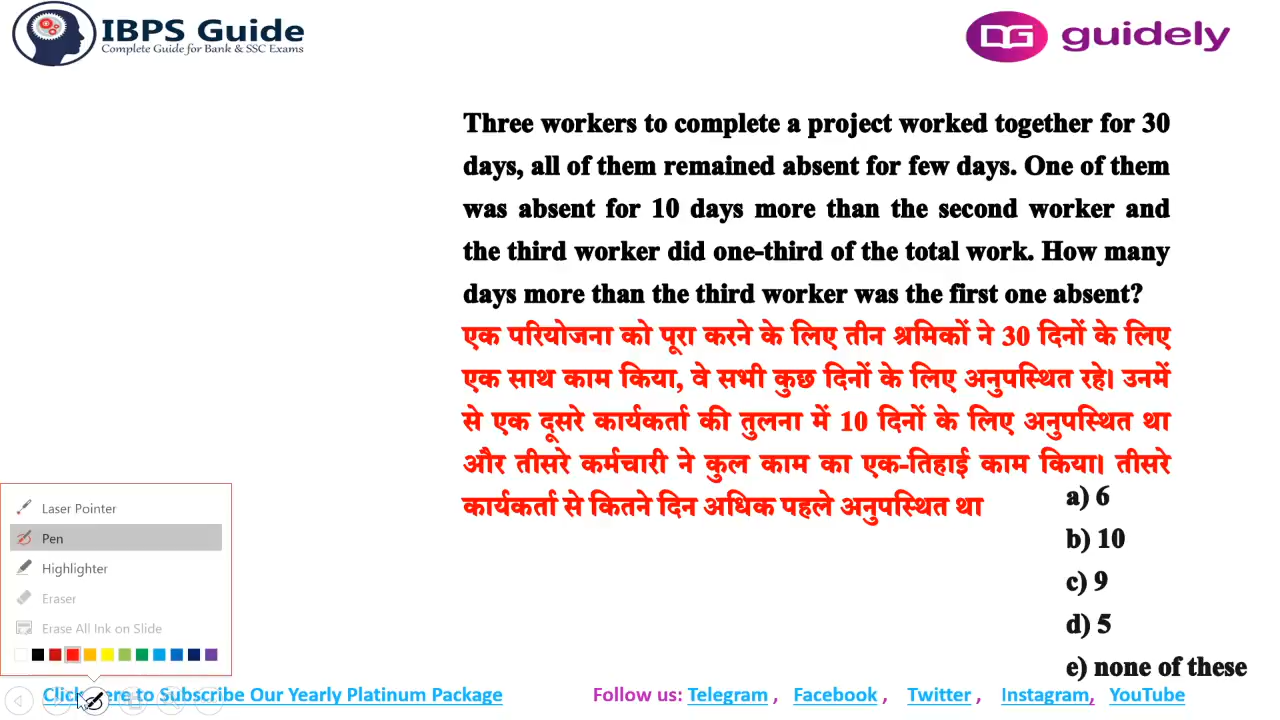 IBPS Guide
Complete Guide for Bank & SSC Exams
guidely
Three workers to complete a project worked together for 30
days, all of them remained absent for few days. One of them
was absent for 10 days more than the second worker and
the third worker did one-third of the total work. How many
days more than the third worker was the first one absent?
एक परियोजना को पूरा करने के लिए तीन श्रमिकों ने 30 दिनों के लिए
एक साथ काम किया, वे सभी कुछ दिनों के लिए अनुपस्थित रहे। उनमें
से एक दूसरे कार्यकर्ता की तुलना में 10 दिनों के लिए अनुपस्थित था
और तीसरे कर्मचारी ने कुल काम का एक-तिहाई काम किया। तीसरे
कार्यकर्ता से कितने दिन अधिक पहले अनुपस्थित था
a) 6
b) 10
c) 9
d) 5
e) none of these
Laser Pointer
Pen
Highlighter
Eraser
Erase All Ink on Slide
Click to Subscribe Our Yearly Platinum Package
Follow us: Telegram , Facebook , Twitter , Instagram, YouTube